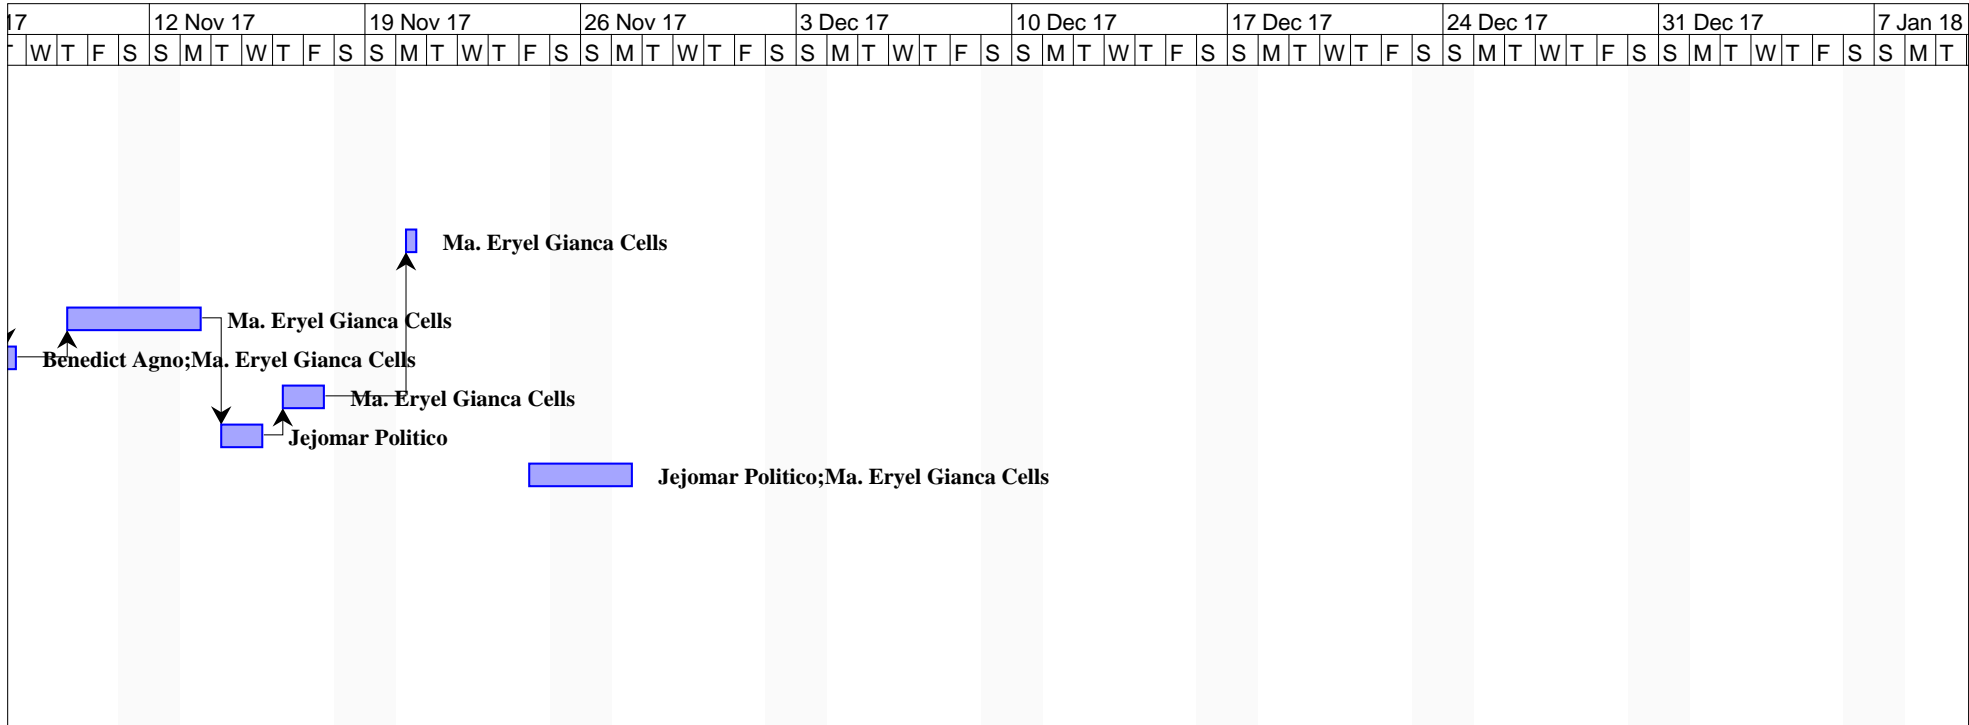 17 12 Nov 17 19 Nov 17 26 Nov 17 3 Dec 17 10 Dec 17 17 Dec 17 24 Dec 17 31 Dec 17 7 Jan 18
T W T F S S M T W T F S S M T W T F S S M T W T F S S M T W T F S S M T W T F S S M T W T F S S M T W T F S S M T W T F S S M T
Ma. Eryel Gianca Cells
Ma. Eryel Gianca Cells
Benedict Agno;Ma. Eryel Gianca Cells
Ma. Eryel Gianca Cells
Jejomar Politico
Jejomar Politico;Ma. Eryel Gianca Cells